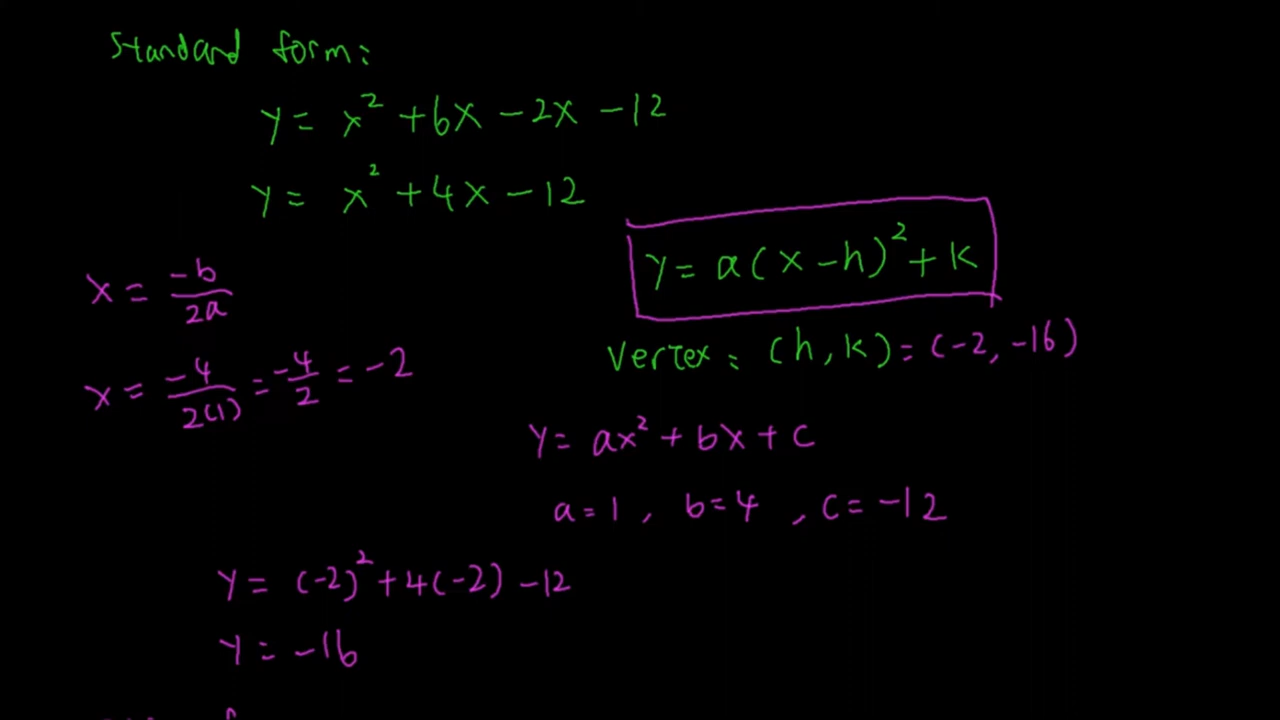 Standard form:
y = x² + 6x - 2x - 12
y = x² + 4x - 12
y = a(x - h)² + k
x = -b/2a
Vertex: (h, k) = (-2, -16)
x = -4/2(1) = -4/2 = -2
y = ax² + bx + c
a = 1, b = 4, c = -12
y = (-2)² + 4(-2) - 12
y = -16